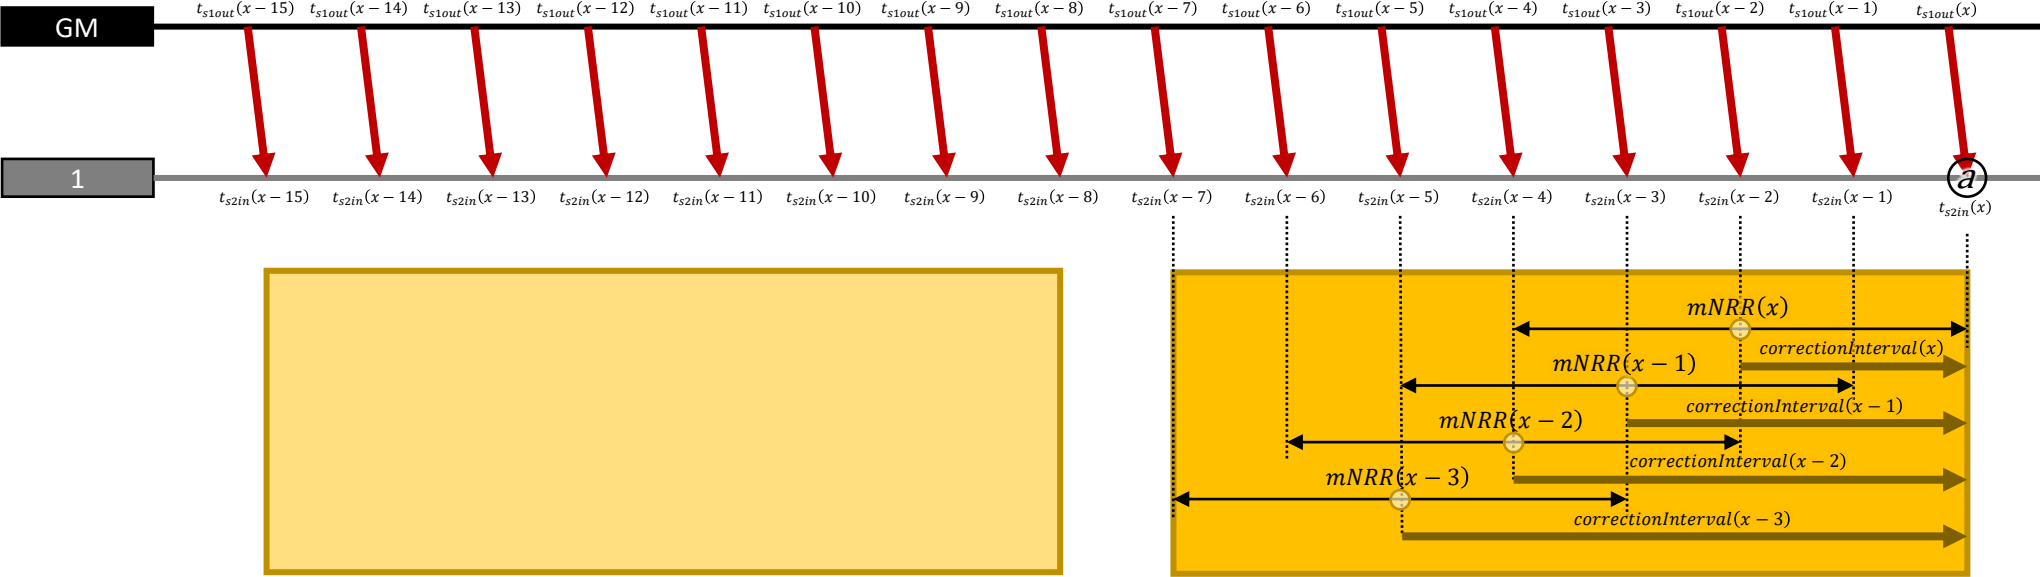 t_s1out(x − 15) t_s1out(x − 14) t_s1out(x − 13) t_s1out(x − 12) t_s1out(x − 11) t_s1out(x − 10) t_s1out(x − 9) t_s1out(x − 8) t_s1out(x − 7) t_s1out(x − 6) t_s1out(x − 5) t_s1out(x − 4) t_s1out(x − 3) t_s1out(x − 2) t_s1out(x − 1) t_s1out(x)
GM
1
a
t_s2in(x − 15) t_s2in(x − 14) t_s2in(x − 13) t_s2in(x − 12) t_s2in(x − 11) t_s2in(x − 10) t_s2in(x − 9) t_s2in(x − 8) t_s2in(x − 7) t_s2in(x − 6) t_s2in(x − 5) t_s2in(x − 4) t_s2in(x − 3) t_s2in(x − 2) t_s2in(x − 1) t_s2in(x)
mNRR(x)
correctionInterval(x)
mNRR(x − 1)
correctionInterval(x − 1)
mNRR(x − 2)
correctionInterval(x − 2)
mNRR(x − 3)
correctionInterval(x − 3)